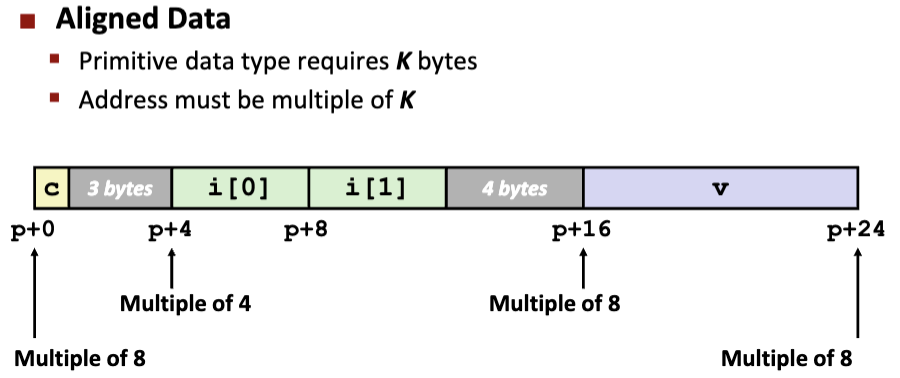 Aligned Data
Primitive data type requires K bytes
Address must be multiple of K
c 3 bytes i[0] i[1] 4 bytes v
p+0 p+4 p+8 p+16 p+24
Multiple of 4 Multiple of 8
Multiple of 8 Multiple of 8